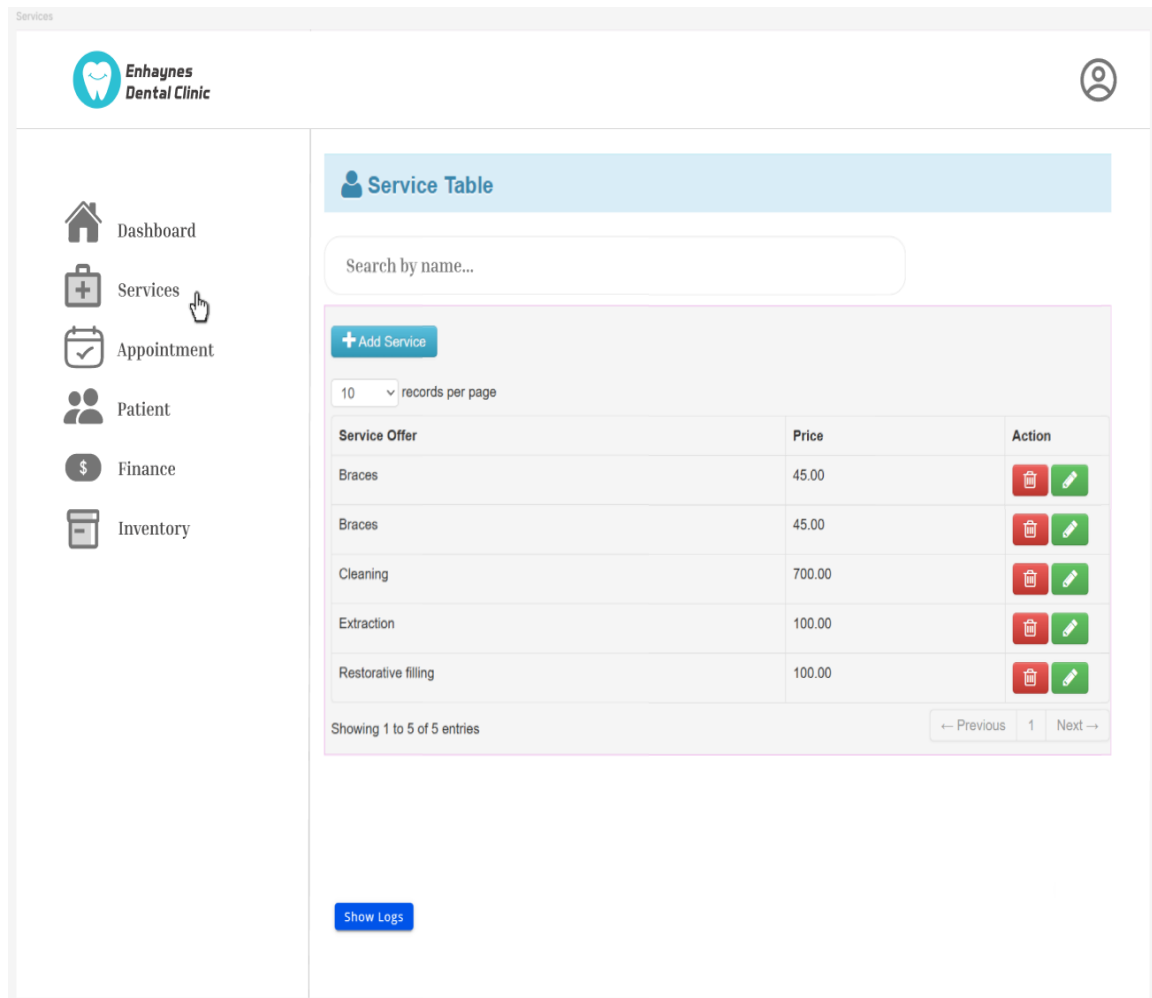 Services
Enhaynes
Dental Clinic
Service Table
Dashboard
Search by name...
Services
Add Service
Appointment
10 records per page
Patient
Service Offer Price Action
Finance
Braces 45.00
Inventory
Braces 45.00
Cleaning 700.00
Extraction 100.00
Restorative filling 100.00
Showing 1 to 5 of 5 entries
← Previous 1 Next →
Show Logs